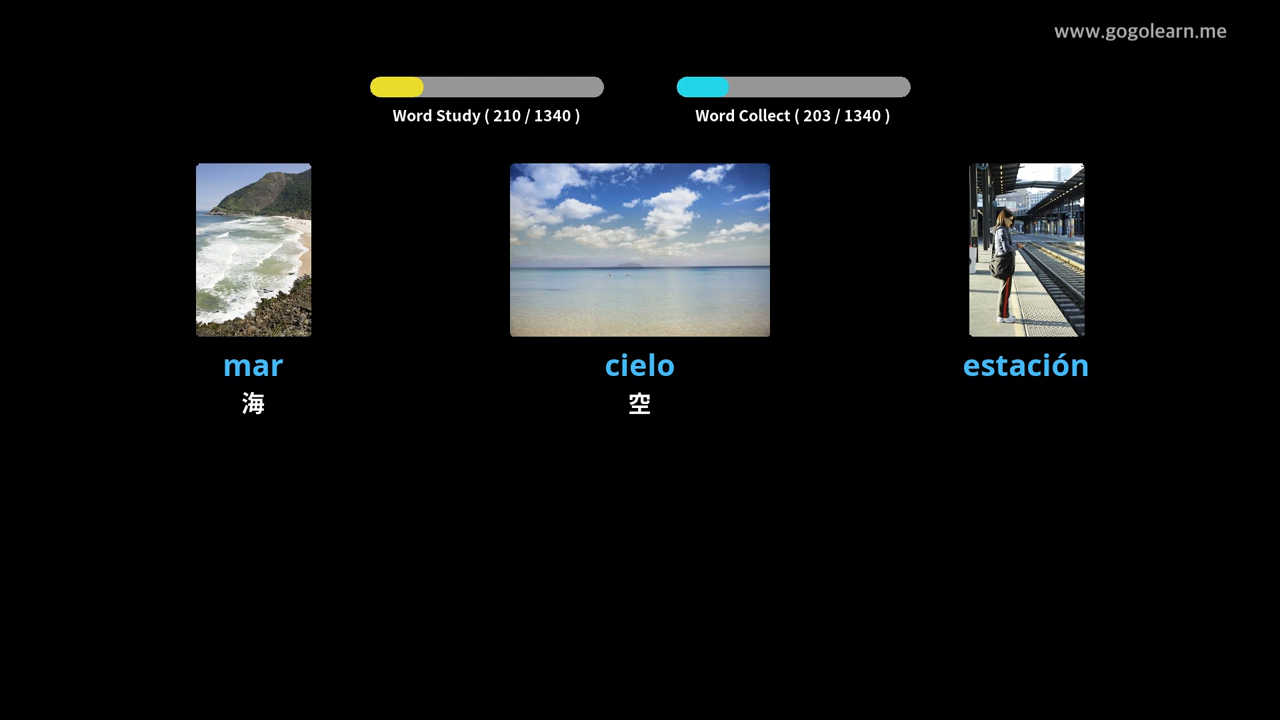 www.gogolearn.me
Word Study ( 210 / 1340 )
Word Collect ( 203 / 1340 )
mar
cielo
estación
海
空